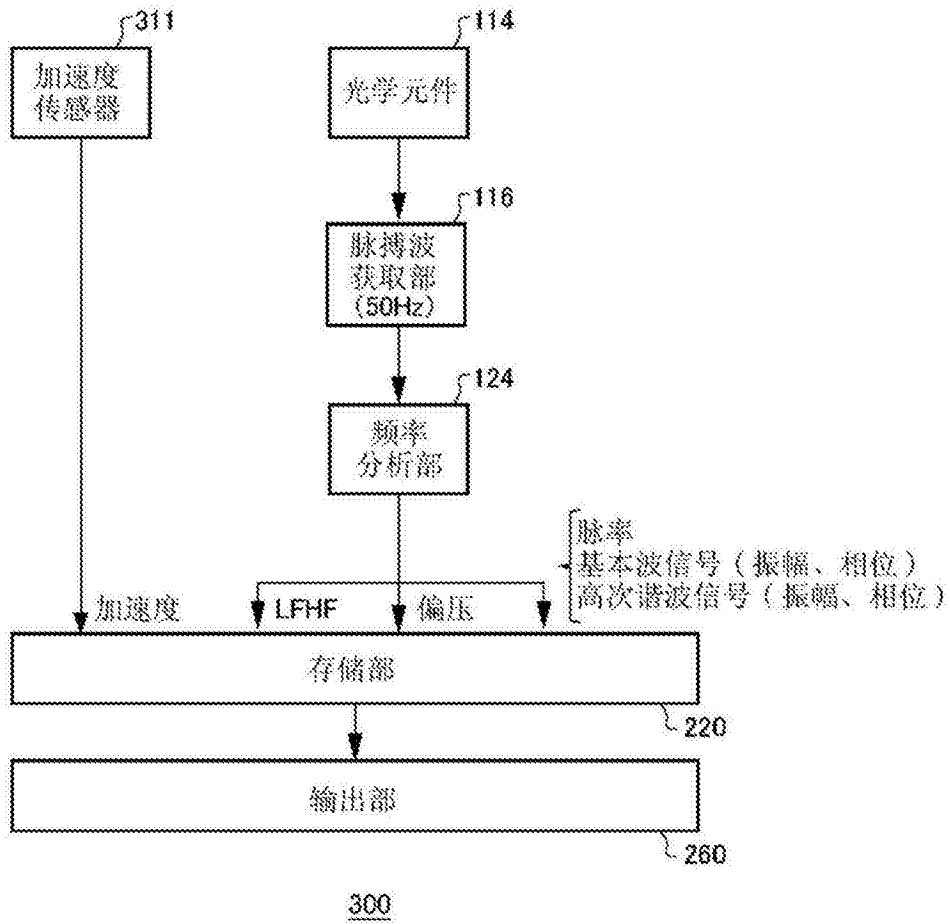 311
加速度
传感器
114
光学元件
116
脉搏波
获取部
(50Hz)
124
频率
分析部
脉率
基本波信号(振幅、相位)
高次谐波信号(振幅、相位)
加速度
LFHF
偏压
存储部
220
输出部
260
300